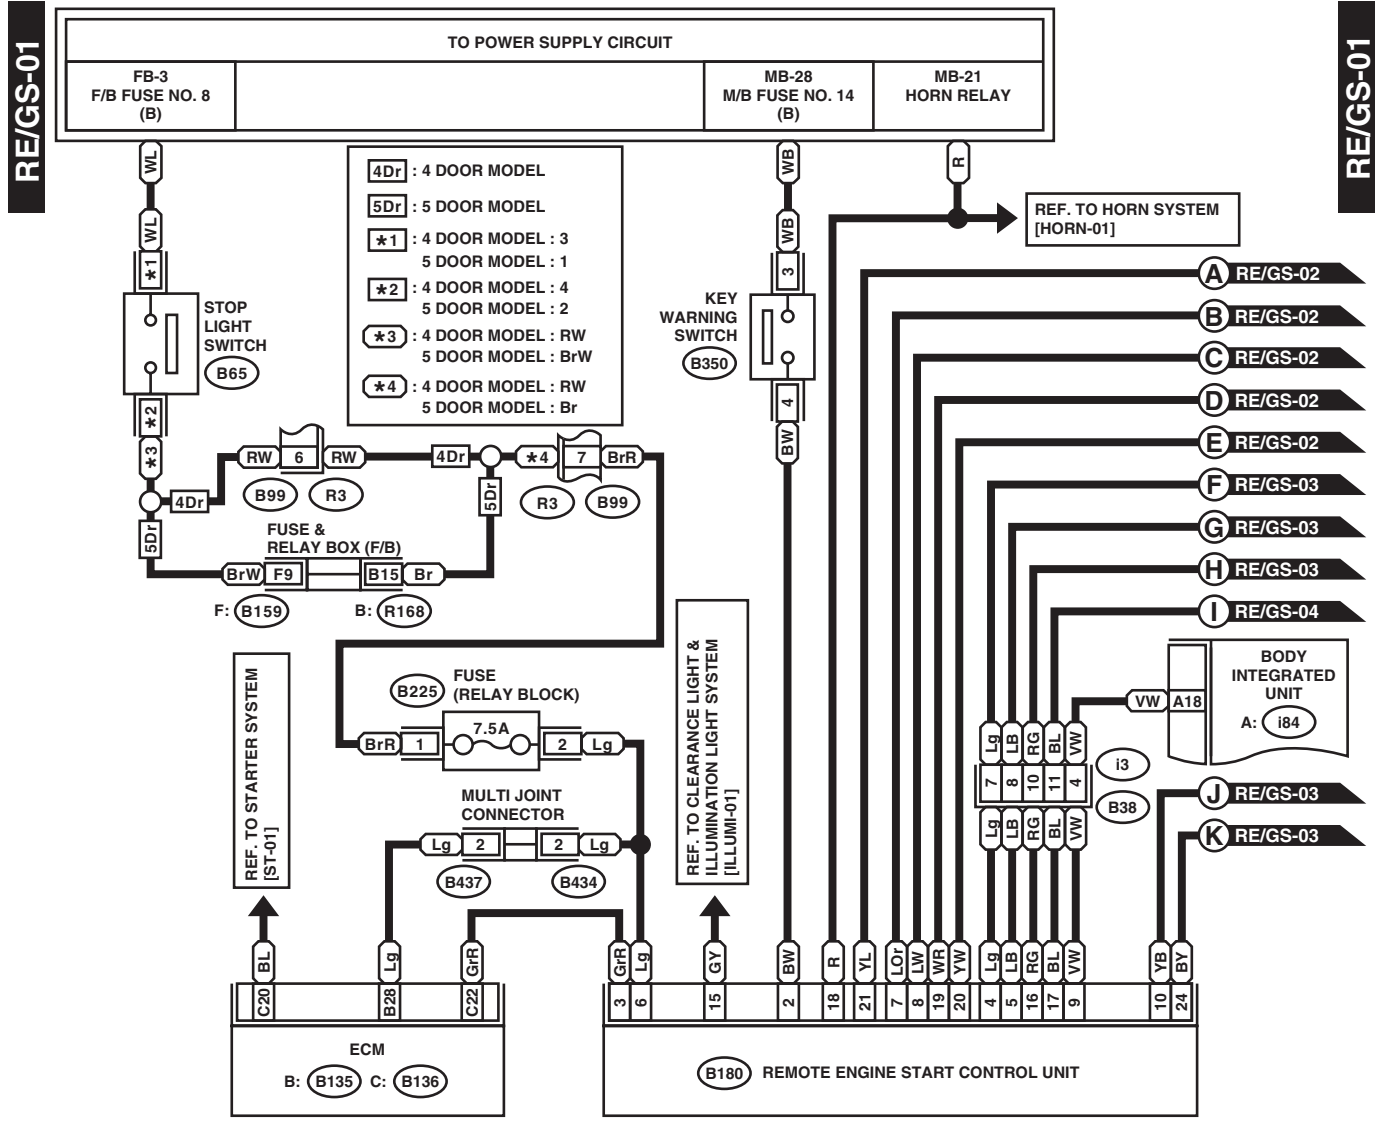 RE/GS-01
RE/GS-01
TO POWER SUPPLY CIRCUIT
FB-3
F/B FUSE NO. 8
(B)
MB-28
M/B FUSE NO. 14
(B)
MB-21
HORN RELAY
WL
WB
R
4Dr : 4 DOOR MODEL
5Dr : 5 DOOR MODEL
*1 : 4 DOOR MODEL : 3
5 DOOR MODEL : 1
*2 : 4 DOOR MODEL : 4
5 DOOR MODEL : 2
*3 : 4 DOOR MODEL : RW
5 DOOR MODEL : BrW
*4 : 4 DOOR MODEL : RW
5 DOOR MODEL : Br
REF. TO HORN SYSTEM
[HORN-01]
WL
*1
STOP
LIGHT
SWITCH
B65
*2
*3
WB
3
KEY
WARNING
SWITCH
B350
4
BW
A RE/GS-02
B RE/GS-02
C RE/GS-02
D RE/GS-02
E RE/GS-02
F RE/GS-03
G RE/GS-03
H RE/GS-03
I RE/GS-04
RW 6 RW 4Dr *4 7 BrR
4Dr B99 R3 5Dr R3 B99
5Dr
FUSE &
RELAY BOX (F/B)
BrW F9 B15 Br
F: B159 B: R168
REF. TO STARTER SYSTEM
[ST-01]
B225
FUSE
(RELAY BLOCK)
7.5A
BrR 1 2 Lg
MULTI JOINT
CONNECTOR
Lg 2 2 Lg
B437 B434
REF. TO CLEARANCE LIGHT &
ILLUMINATION LIGHT SYSTEM
[ILLUMI-01]
BODY
INTEGRATED
UNIT
A: i84
VW A18
Lg LB RG BL VW
7 8 10 11 4
i3
B38
Lg LB RG BL VW
J RE/GS-03
K RE/GS-03
BL Lg GrR GrR Lg GY BW R YL LOr LW WR YW Lg LB RG BL VW YB BY
C20 B28 C22 3 6 15 2 18 21 7 8 19 20 4 5 16 17 9 10 24
ECM
B: B135 C: B136
B180 REMOTE ENGINE START CONTROL UNIT